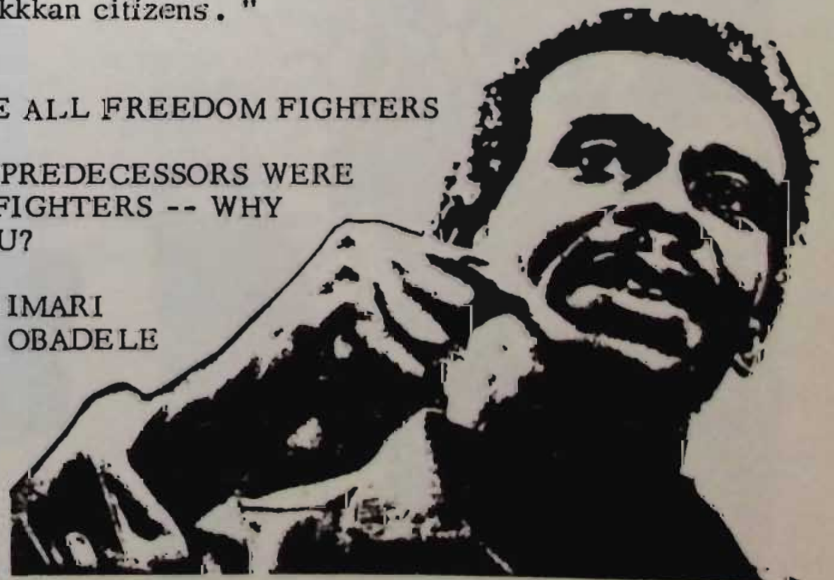 kkkan citizens. "
E ALL FREEDOM FIGHTERS
PREDECESSORS WERE
FIGHTERS -- WHY
U?
IMARI
OBADELE